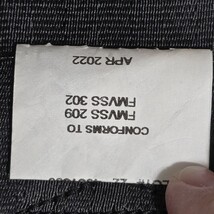 CONFORMS TO
FMVSS 209
FMVSS 302
APR 2022